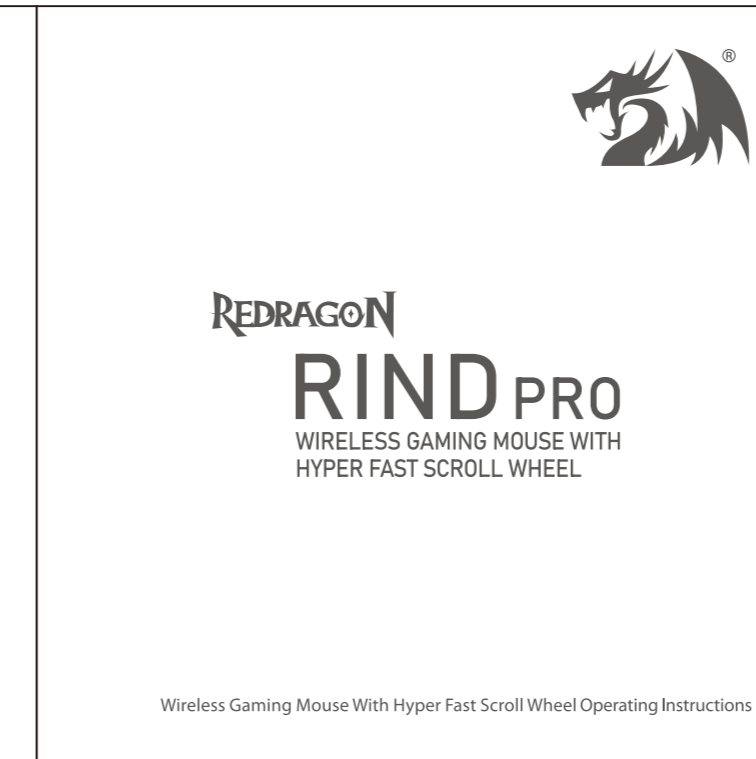 ®
REDRAGON
RIND PRO
WIRELESS GAMING MOUSE WITH
HYPER FAST SCROLL WHEEL
Wireless Gaming Mouse With Hyper Fast Scroll Wheel Operating Instructions